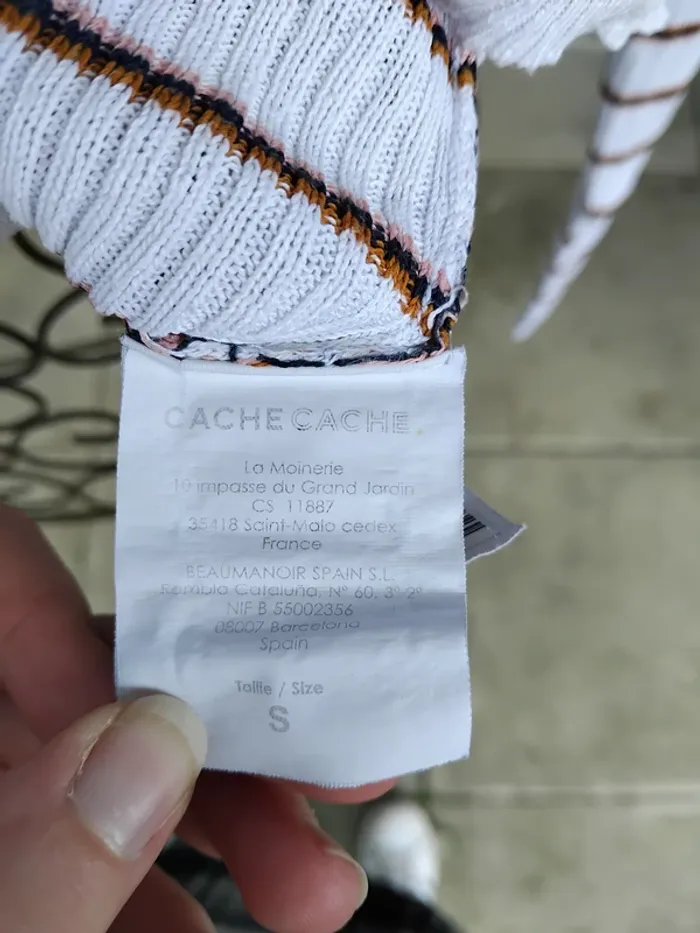 CACHE CACHE
La Moinerie
10 impasse du Grand Jardin
CS 11887
35418 Saint-Malo cedex
France
BEAUMANOIR SPAIN S.L.
Rambla Cataluña, Nº 60, 3º 2º
NIF B 55002356
08007 Barcelona
Spain
Taille / Size
S